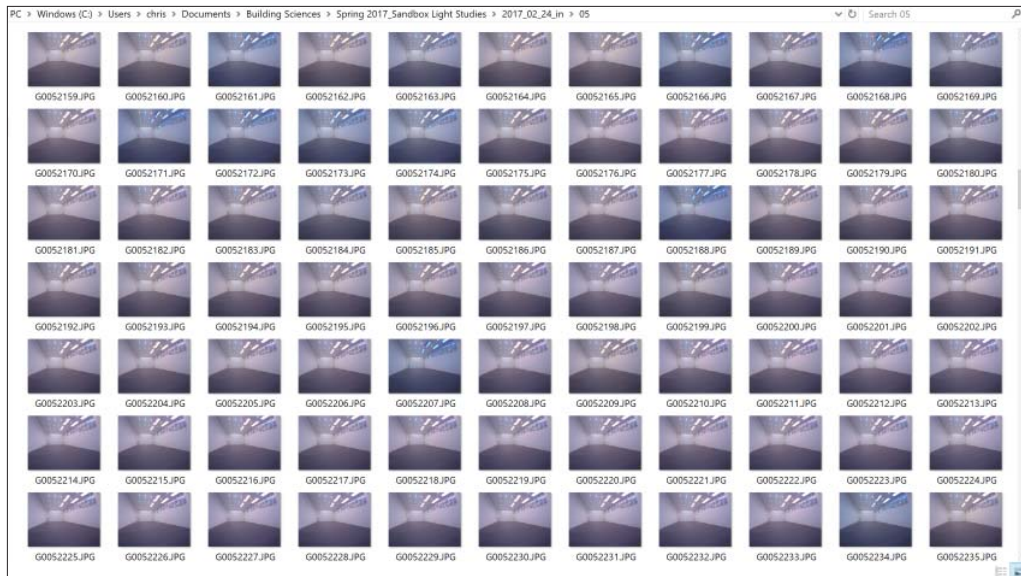 PC > Windows (C:) > Users > chris > Documents > Building Sciences > Spring 2017_Sandbox Light Studies > 2017_02_24_in > 05 Search 05
G0052159.JPG G0052160.JPG G0052161.JPG G0052162.JPG G0052163.JPG G0052164.JPG G0052165.JPG G0052166.JPG G0052167.JPG G0052168.JPG G0052169.JPG
G0052170.JPG G0052171.JPG G0052172.JPG G0052173.JPG G0052174.JPG G0052175.JPG G0052176.JPG G0052177.JPG G0052178.JPG G0052179.JPG G0052180.JPG
G0052181.JPG G0052182.JPG G0052183.JPG G0052184.JPG G0052185.JPG G0052186.JPG G0052187.JPG G0052188.JPG G0052189.JPG G0052190.JPG G0052191.JPG
G0052192.JPG G0052193.JPG G0052194.JPG G0052195.JPG G0052196.JPG G0052197.JPG G0052198.JPG G0052199.JPG G0052200.JPG G0052201.JPG G0052202.JPG
G0052203.JPG G0052204.JPG G0052205.JPG G0052206.JPG G0052207.JPG G0052208.JPG G0052209.JPG G0052210.JPG G0052211.JPG G0052212.JPG G0052213.JPG
G0052214.JPG G0052215.JPG G0052216.JPG G0052217.JPG G0052218.JPG G0052219.JPG G0052220.JPG G0052221.JPG G0052222.JPG G0052223.JPG G0052224.JPG
G0052225.JPG G0052226.JPG G0052227.JPG G0052228.JPG G0052229.JPG G0052230.JPG G0052231.JPG G0052232.JPG G0052233.JPG G0052234.JPG G0052235.JPG